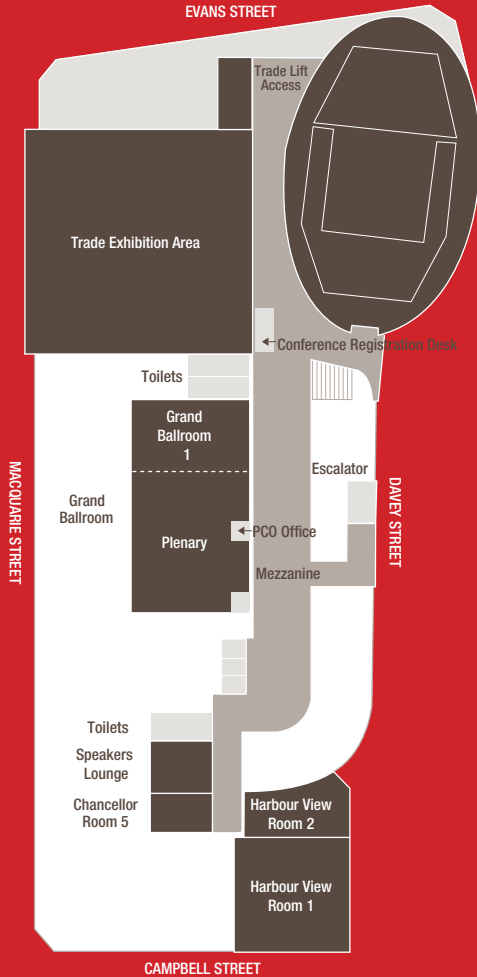 EVANS STREET
Trade Lift
Access
Trade Exhibition Area
Conference Registration Desk
Toilets
Grand
Ballroom
1
Escalator
MACQUARIE STREET
Grand
Ballroom
DAVEY STREET
PCO Office
Plenary
Mezzanine
Toilets
Speakers
Lounge
Chancellor
Room 5
Harbour View
Room 2
Harbour View
Room 1
CAMPBELL STREET